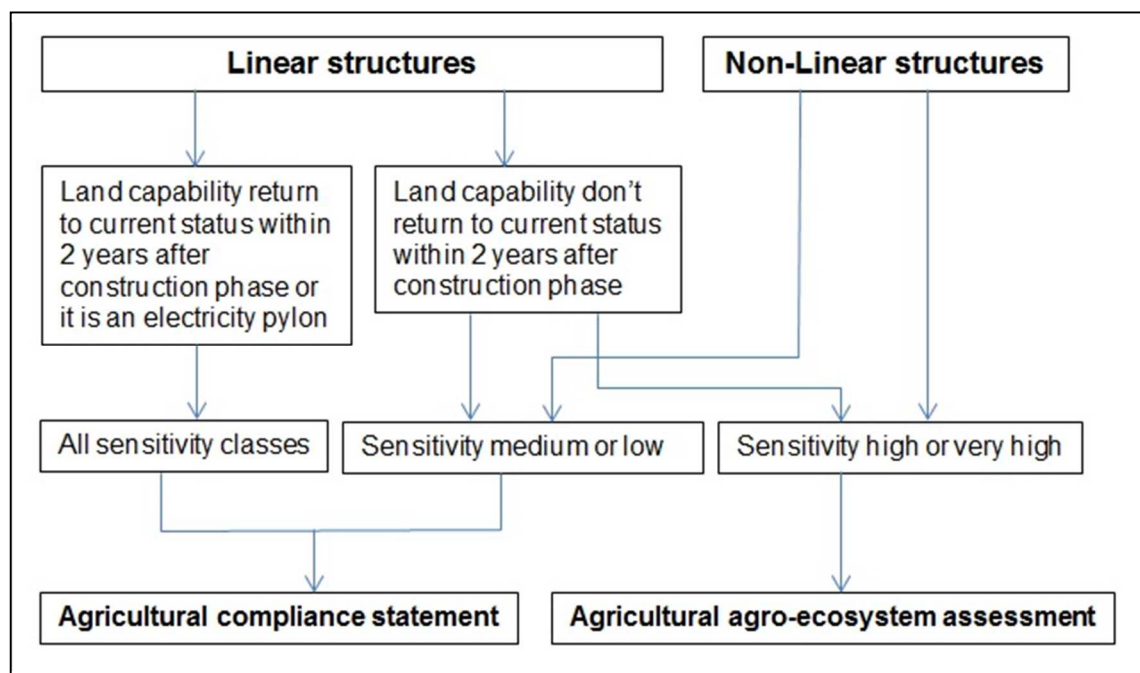 Linear structures
Non-Linear structures
Land capability return
to current status within
2 years after
construction phase or
it is an electricity pylon
Land capability don’t
return to current status
within 2 years after
construction phase
All sensitivity classes
Sensitivity medium or low
Sensitivity high or very high
Agricultural compliance statement
Agricultural agro-ecosystem assessment